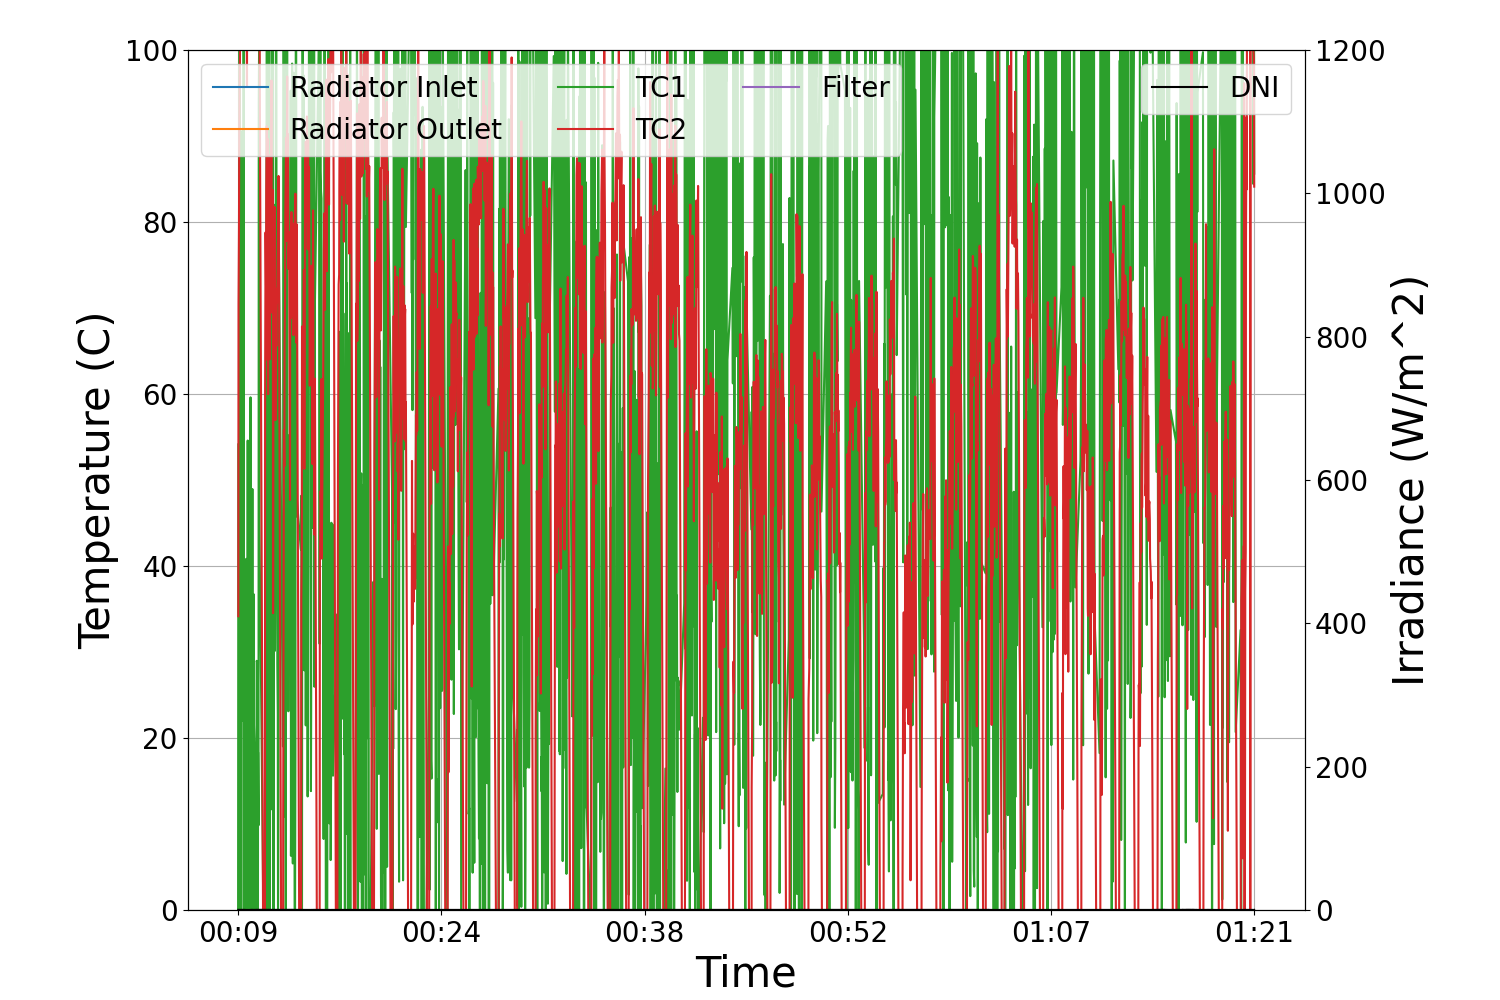 Radiator Inlet
Radiator Outlet
TC1
TC2
Filter
DNI
Temperature (C)
100
80
60
40
20
0
1200
1000
800
600
400
200
0
Irradiance (W/m^2)
00:09 00:24 00:38 00:52 01:07 01:21
Time